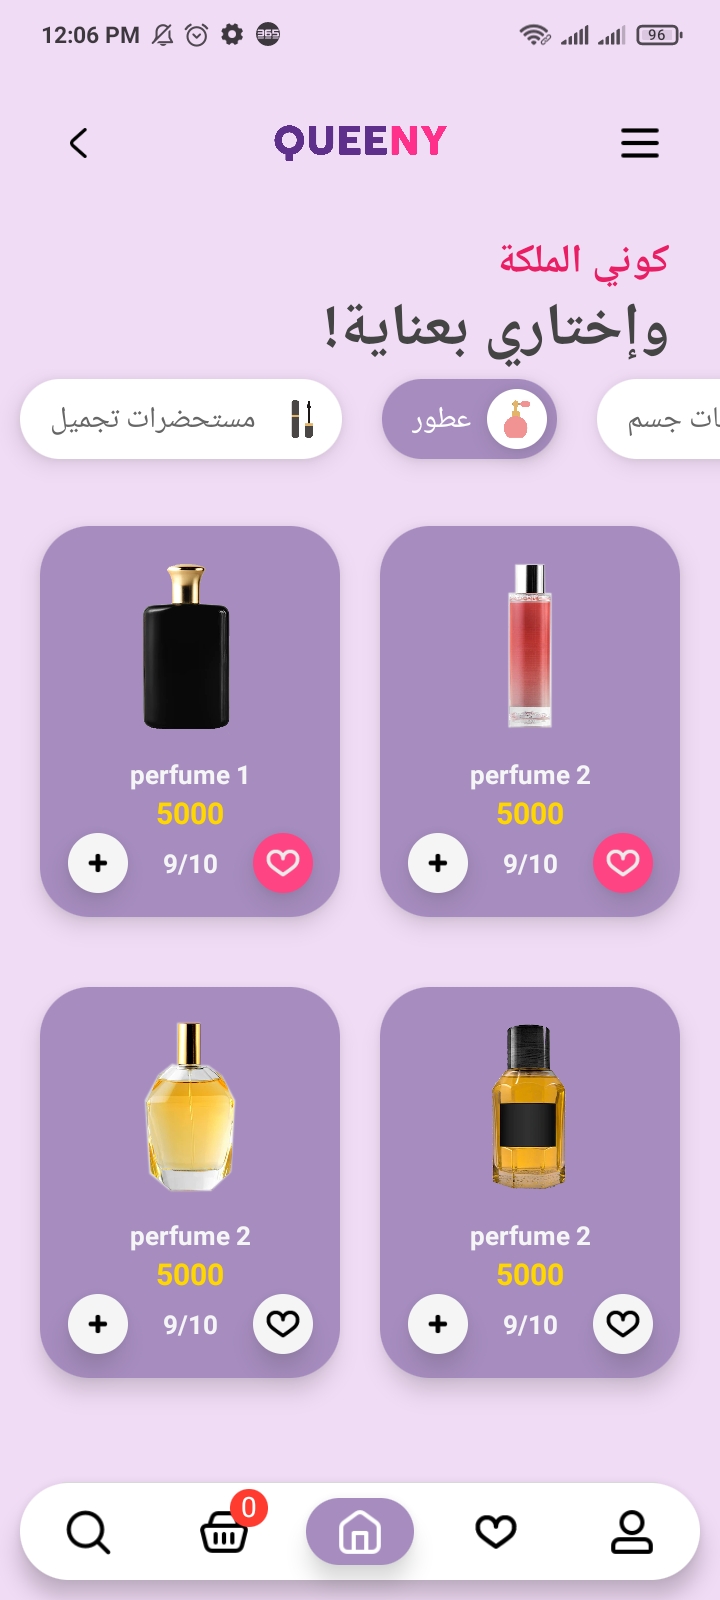 12:06 PM
365
96
QUEENY
كوني الملكة
وإختاري بعناية!
مستحضرات تجميل
عطور
جسم
perfume 1
5000
9/10
perfume 2
5000
9/10
perfume 2
5000
9/10
perfume 2
5000
9/10
0